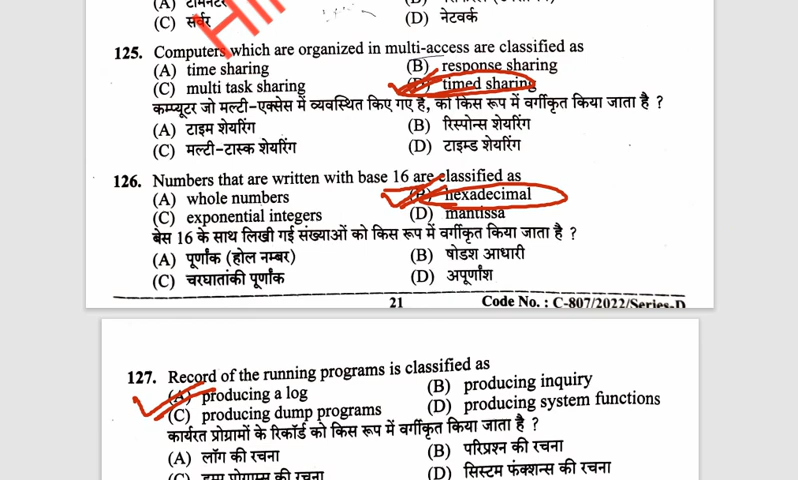 (A) टर्मिनेटर
(C) सर्वर
(D) नेटवर्क
125. Computers which are organized in multi-access are classified as
(A) time sharing
(B) response sharing
(C) multi task sharing
(D) timed sharing
कम्प्यूटर जो मल्टी-एक्सेस में व्यवस्थित किए गए हैं, को किस रूप में वर्गीकृत किया जाता है ?
(A) टाइम शेयरिंग
(B) रिस्पोन्स शेयरिंग
(C) मल्टी-टास्क शेयरिंग
(D) टाइम्ड शेयरिंग
126. Numbers that are written with base 16 are classified as
(A) whole numbers
(B) hexadecimal
(C) exponential integers
(D) mantissa
बेस 16 के साथ लिखी गई संख्याओं को किस रूप में वर्गीकृत किया जाता है ?
(A) पूर्णांक (होल नम्बर)
(B) षोडश आधारी
(C) चरघातांकी पूर्णांक
(D) अपूर्णांश
21
Code No. : C-807/2022/Series-D
127. Record of the running programs is classified as
(A) producing a log
(B) producing inquiry
(C) producing dump programs
(D) producing system functions
कार्यरत प्रोग्रामों के रिकॉर्ड को किस रूप में वर्गीकृत किया जाता है ?
(A) लॉग की रचना
(B) परिप्रश्न की रचना
(C) डम्प प्रोग्राम्स की रचना
(D) सिस्टम फंक्शन्स की रचना